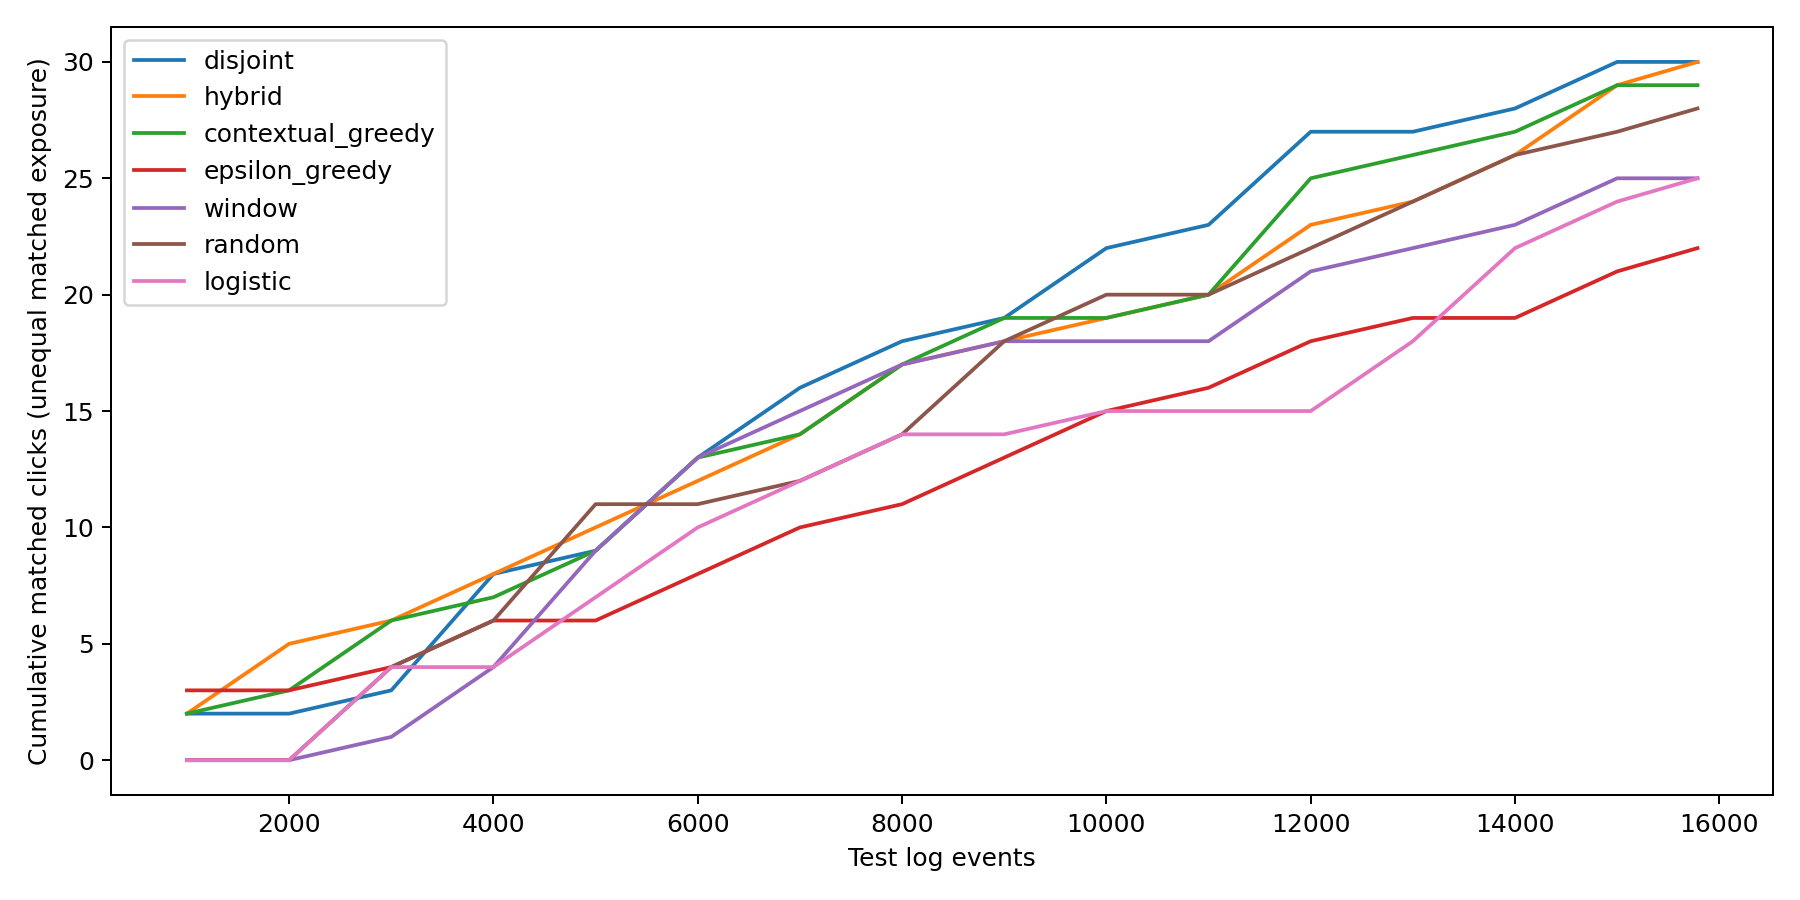 disjoint
hybrid
contextual_greedy
epsilon_greedy
window
random
logistic
Cumulative matched clicks (unequal matched exposure)
30
25
20
15
10
5
0
2000 4000 6000 8000 10000 12000 14000 16000
Test log events